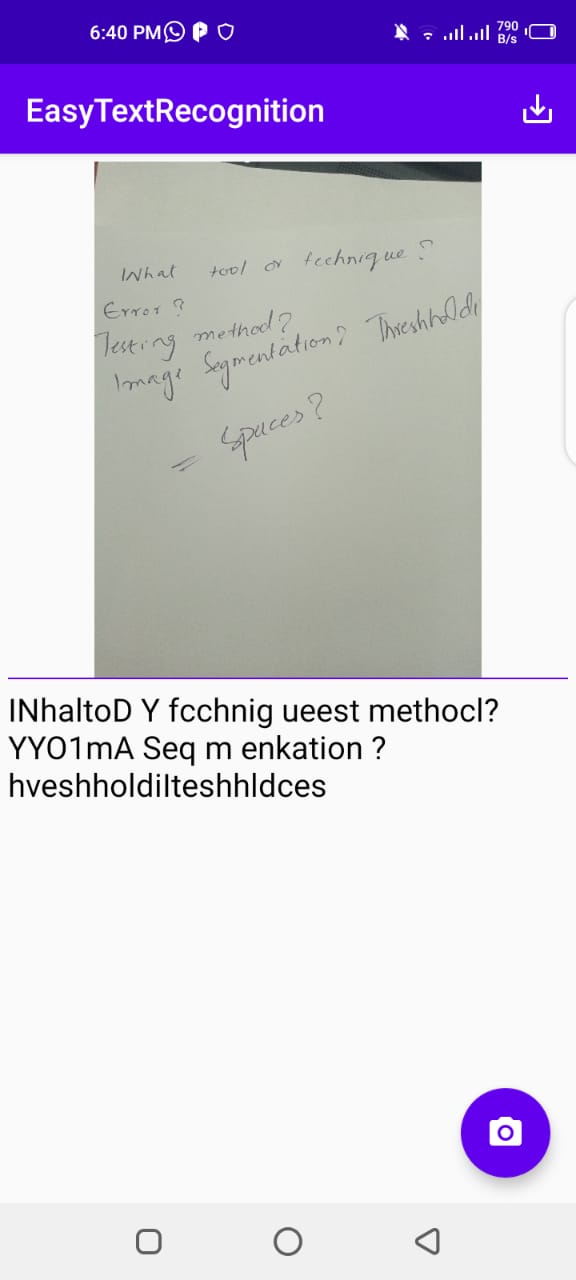 6:40 PM
790 B/s
EasyTextRecognition
What tool or technique?
Error?
Testing method?
Image Segmentation? Threshholdi
= Spaces?
INhaltoD Y fcchnig ueest methocl?
YYO1mA Seq m enkation ?
hveshholdilteshhldces